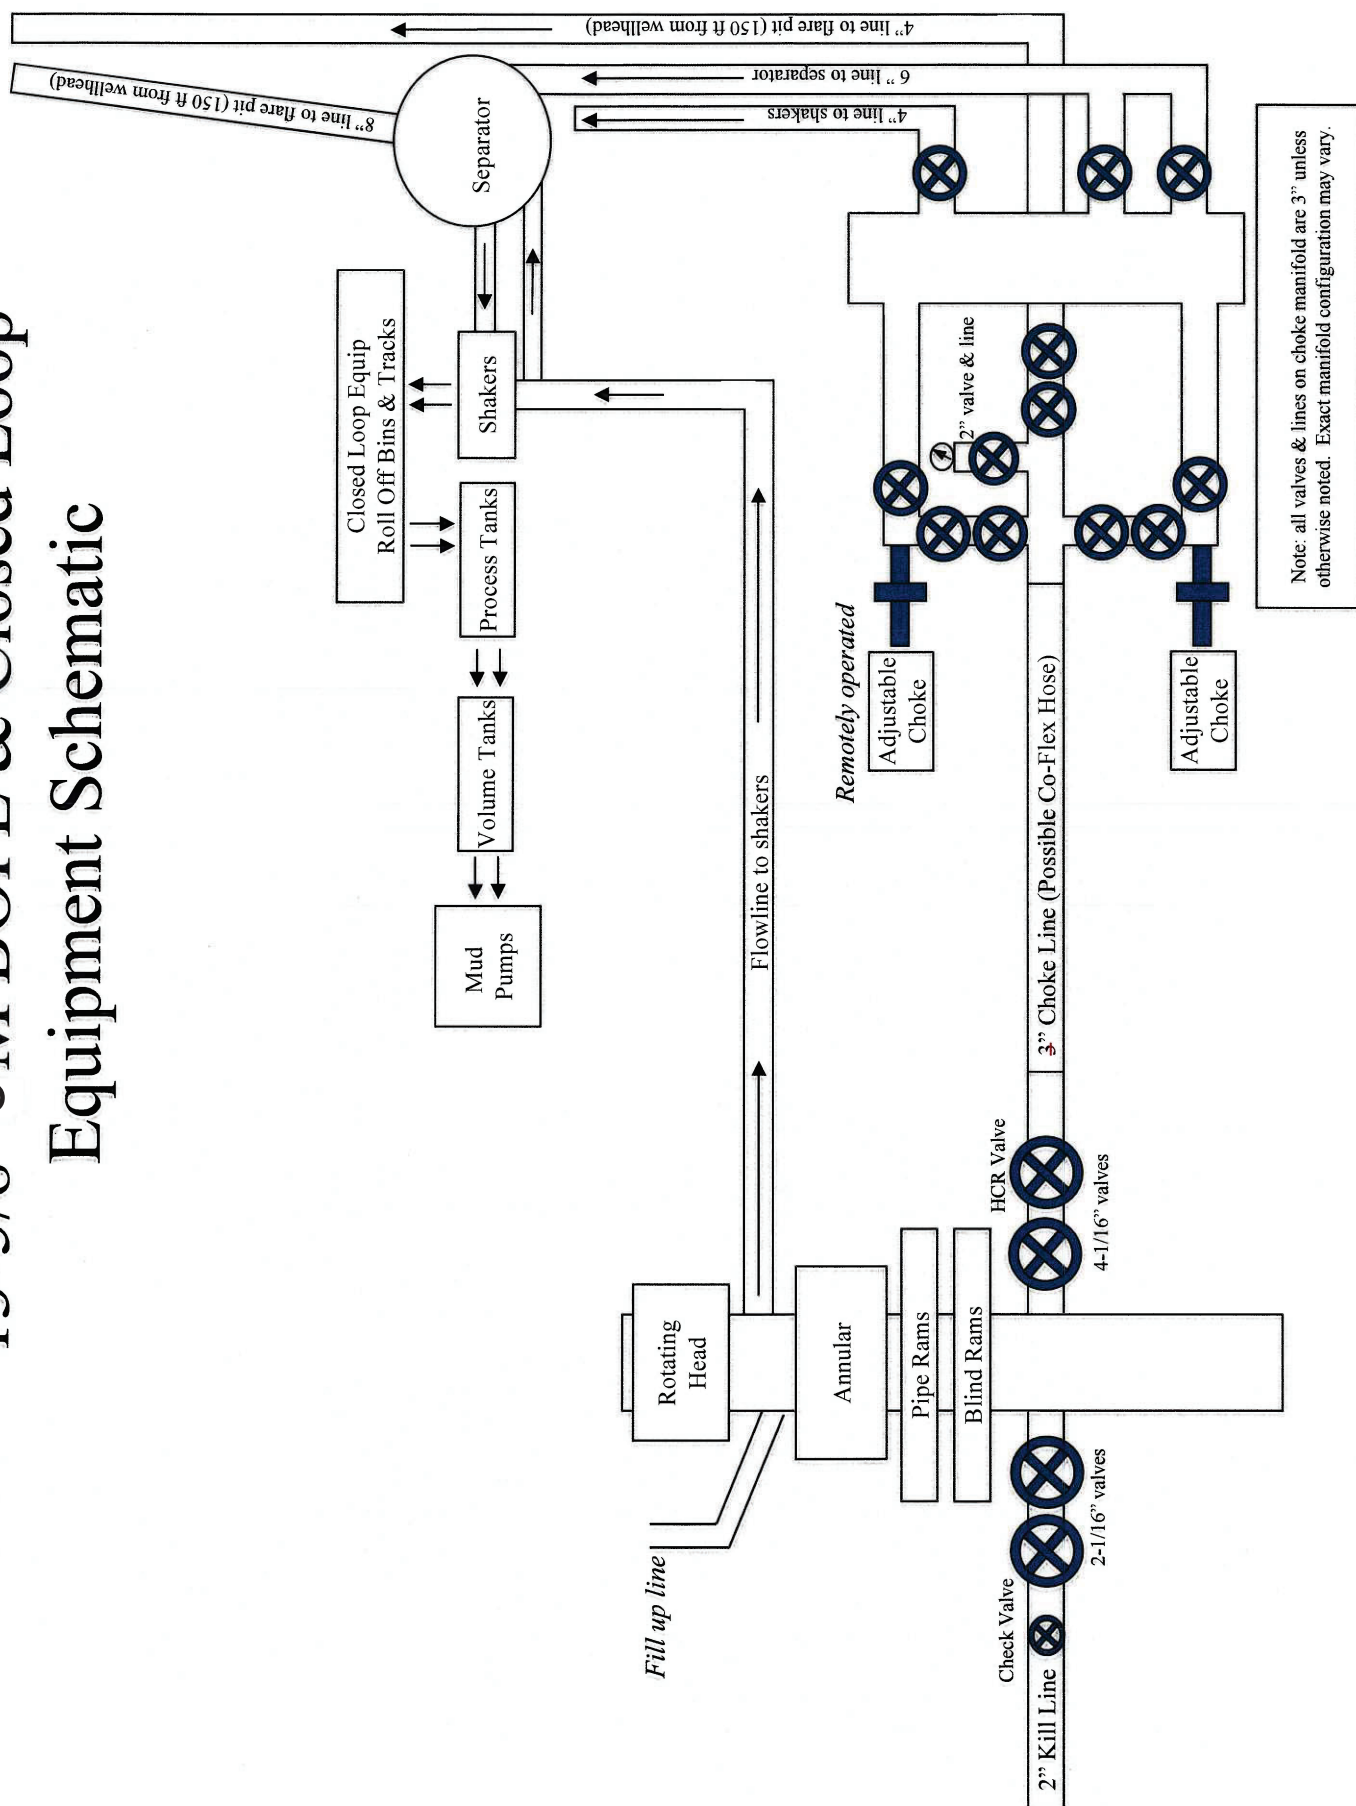 Equipment Schematic
4” line to flare pit (150 ft from wellhead)
8” line to flare pit (150 ft from wellhead)
6” line to separator
4” line to shakers
Separator
Closed Loop Equip
Roll Off Bins & Tracks
Shakers
Process Tanks
Volume Tanks
Mud
Pumps
Flowline to shakers
Fill up line
Rotating
Head
Annular
Pipe Rams
Blind Rams
Check Valve
2” Kill Line
2-1/16” valves
HCR Valve
4-1/16” valves
3” Choke Line (Possible Co-Flex Hose)
Remotely operated
Adjustable
Choke
Adjustable
Choke
2” valve & line
Note: all valves & lines on choke manifold are 3” unless
otherwise noted.  Exact manifold configuration may vary.